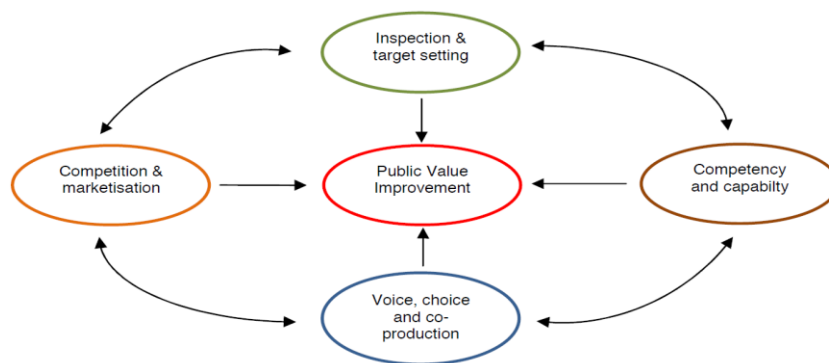 Inspection &
target setting
Competition &
marketisation
Public Value
Improvement
Competency
and capabilty
Voice, choice
and co-
production